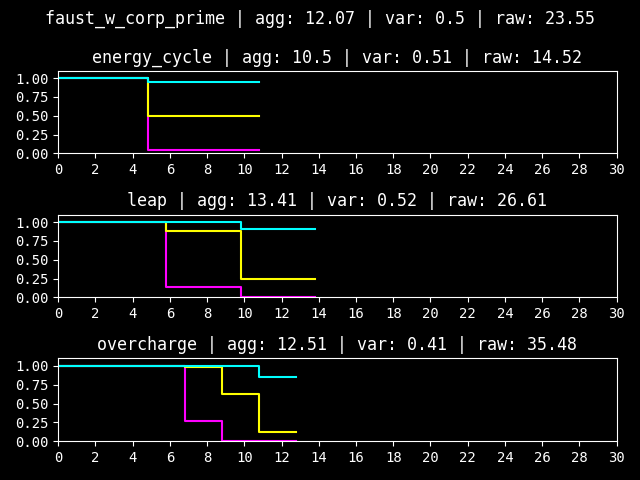 faust_w_corp_prime | agg: 12.07 | var: 0.5 | raw: 23.55
energy_cycle | agg: 10.5 | var: 0.51 | raw: 14.52
1.00
0.75
0.50
0.25
0.00
0 2 4 6 8 10 12 14 16 18 20 22 24 26 28 30
leap | agg: 13.41 | var: 0.52 | raw: 26.61
1.00
0.75
0.50
0.25
0.00
0 2 4 6 8 10 12 14 16 18 20 22 24 26 28 30
overcharge | agg: 12.51 | var: 0.41 | raw: 35.48
1.00
0.75
0.50
0.25
0.00
0 2 4 6 8 10 12 14 16 18 20 22 24 26 28 30